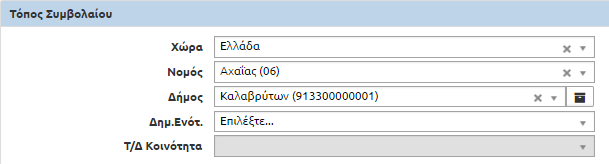 Τόπος Συμβολαίου
Χώρα Ελλάδα
Νομός Αχαΐας (06)
Δήμος Καλαβρύτων (913300000001)
Δημ.Ενότ. Επιλέξτε...
Τ/Δ Κοινότητα